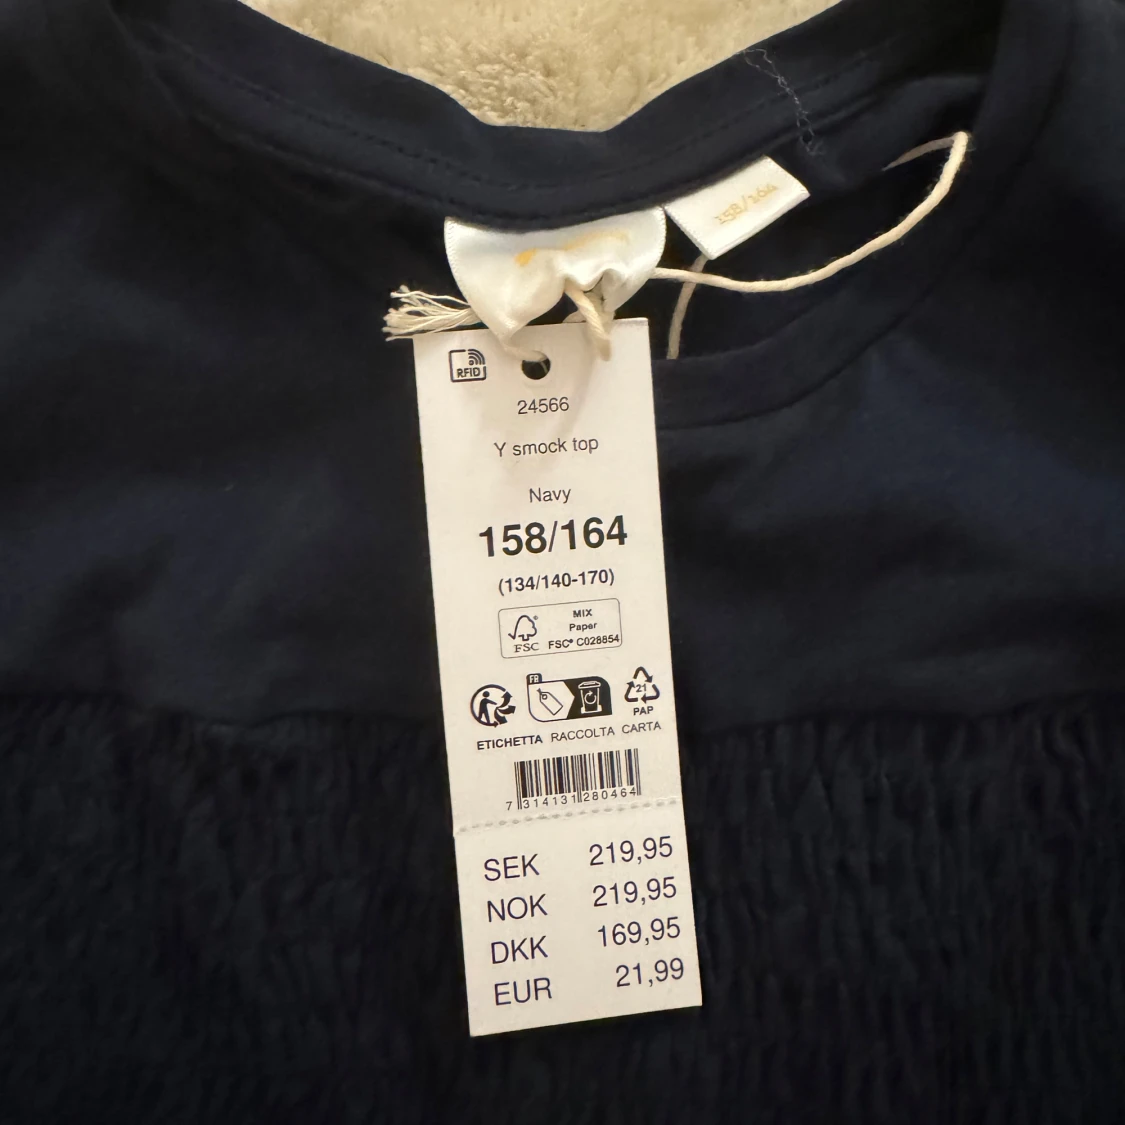 158/164
RFID
24566
Y smock top
Navy
158/164
(134/140-170)
FSC
MIX
Paper
FSC® C028854
FR
21
PAP
ETICHETTA RACCOLTA CARTA
7 314131 280464
SEK 219,95
NOK 219,95
DKK 169,95
EUR 21,99